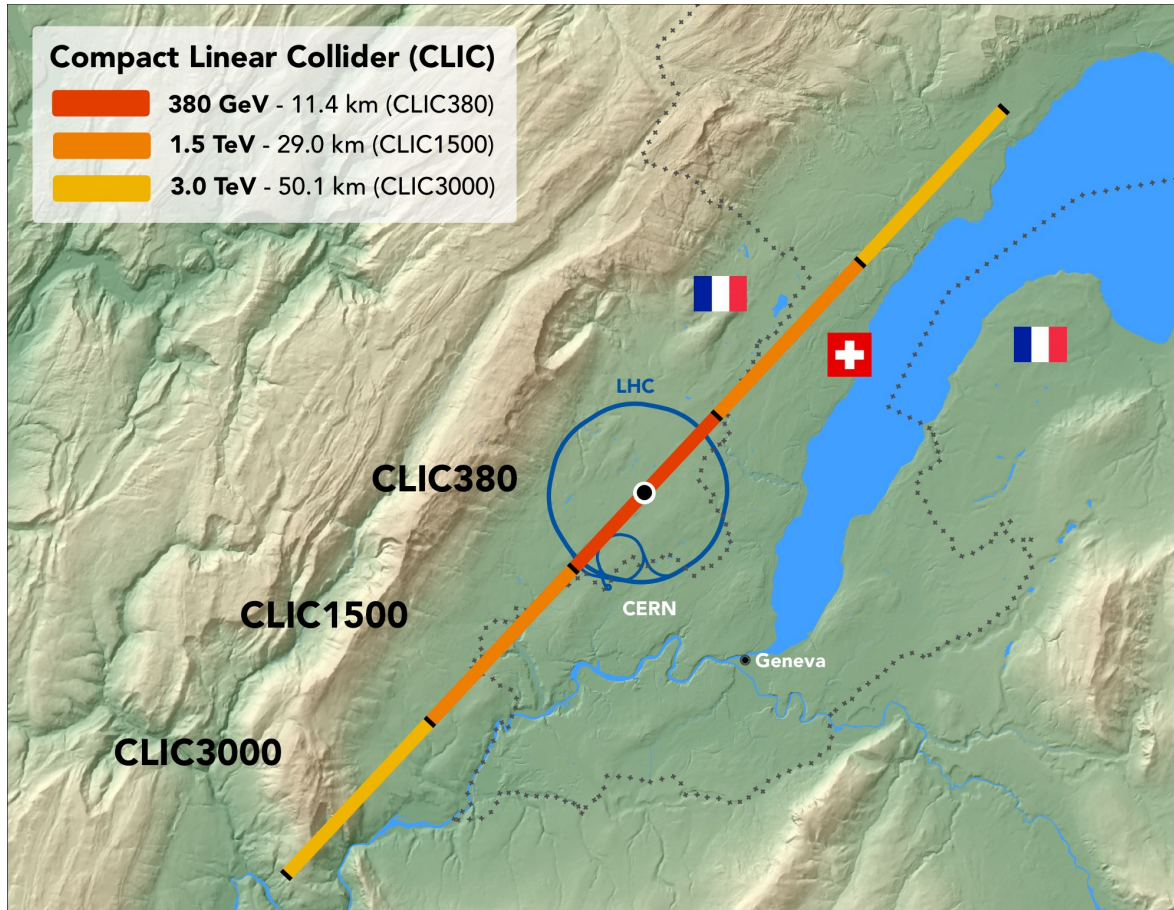 Compact Linear Collider (CLIC)
380 GeV - 11.4 km (CLIC380)
1.5 TeV - 29.0 km (CLIC1500)
3.0 TeV - 50.1 km (CLIC3000)
LHC
CLIC380
CERN
CLIC1500
Geneva
CLIC3000